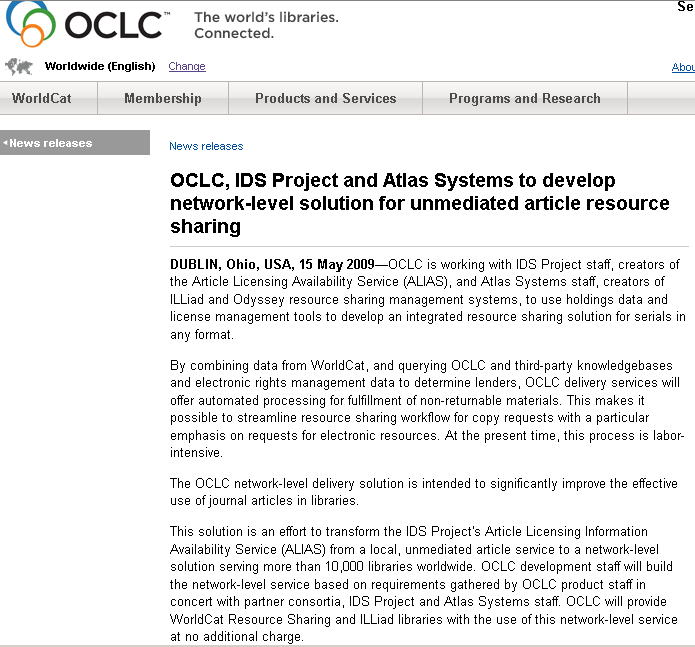 OCLC™
The world's libraries.
Connected.
Se
Worldwide (English) Change
Abou
WorldCat Membership Products and Services Programs and Research
News releases
News releases
OCLC, IDS Project and Atlas Systems to develop
network-level solution for unmediated article resource
sharing
DUBLIN, Ohio, USA, 15 May 2009—OCLC is working with IDS Project staff, creators of
the Article Licensing Availability Service (ALIAS), and Atlas Systems staff, creators of
ILLiad and Odyssey resource sharing management systems, to use holdings data and
license management tools to develop an integrated resource sharing solution for serials in
any format.
By combining data from WorldCat, and querying OCLC and third-party knowledgebases
and electronic rights management data to determine lenders, OCLC delivery services will
offer automated processing for fulfillment of non-returnable materials. This makes it
possible to streamline resource sharing workflow for copy requests with a particular
emphasis on requests for electronic resources. At the present time, this process is labor-
intensive.
The OCLC network-level delivery solution is intended to significantly improve the effective
use of journal articles in libraries.
This solution is an effort to transform the IDS Project's Article Licensing Information
Availability Service (ALIAS) from a local, unmediated article service to a network-level
solution serving more than 10,000 libraries worldwide. OCLC development staff will build
the network-level service based on requirements gathered by OCLC product staff in
concert with partner consortia, IDS Project and Atlas Systems staff. OCLC will provide
WorldCat Resource Sharing and ILLiad libraries with the use of this network-level service
at no additional charge.